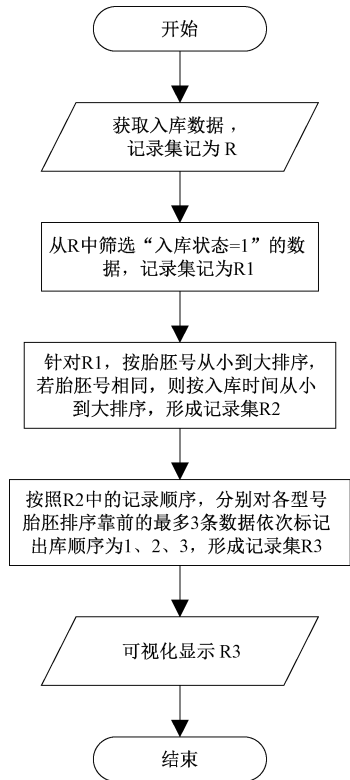 开始
获取入库数据，
记录集记为 R
从R中筛选“入库状态=1”的数
据，记录集记为R1
针对R1，按胎胚号从小到大排序，
若胎胚号相同，则按入库时间从小
到大排序，形成记录集R2
按照R2中的记录顺序，分别对各型号
胎胚排序靠前的最多3条数据依次标记
出库顺序为1、2、3，形成记录集R3
可视化显示 R3
结束